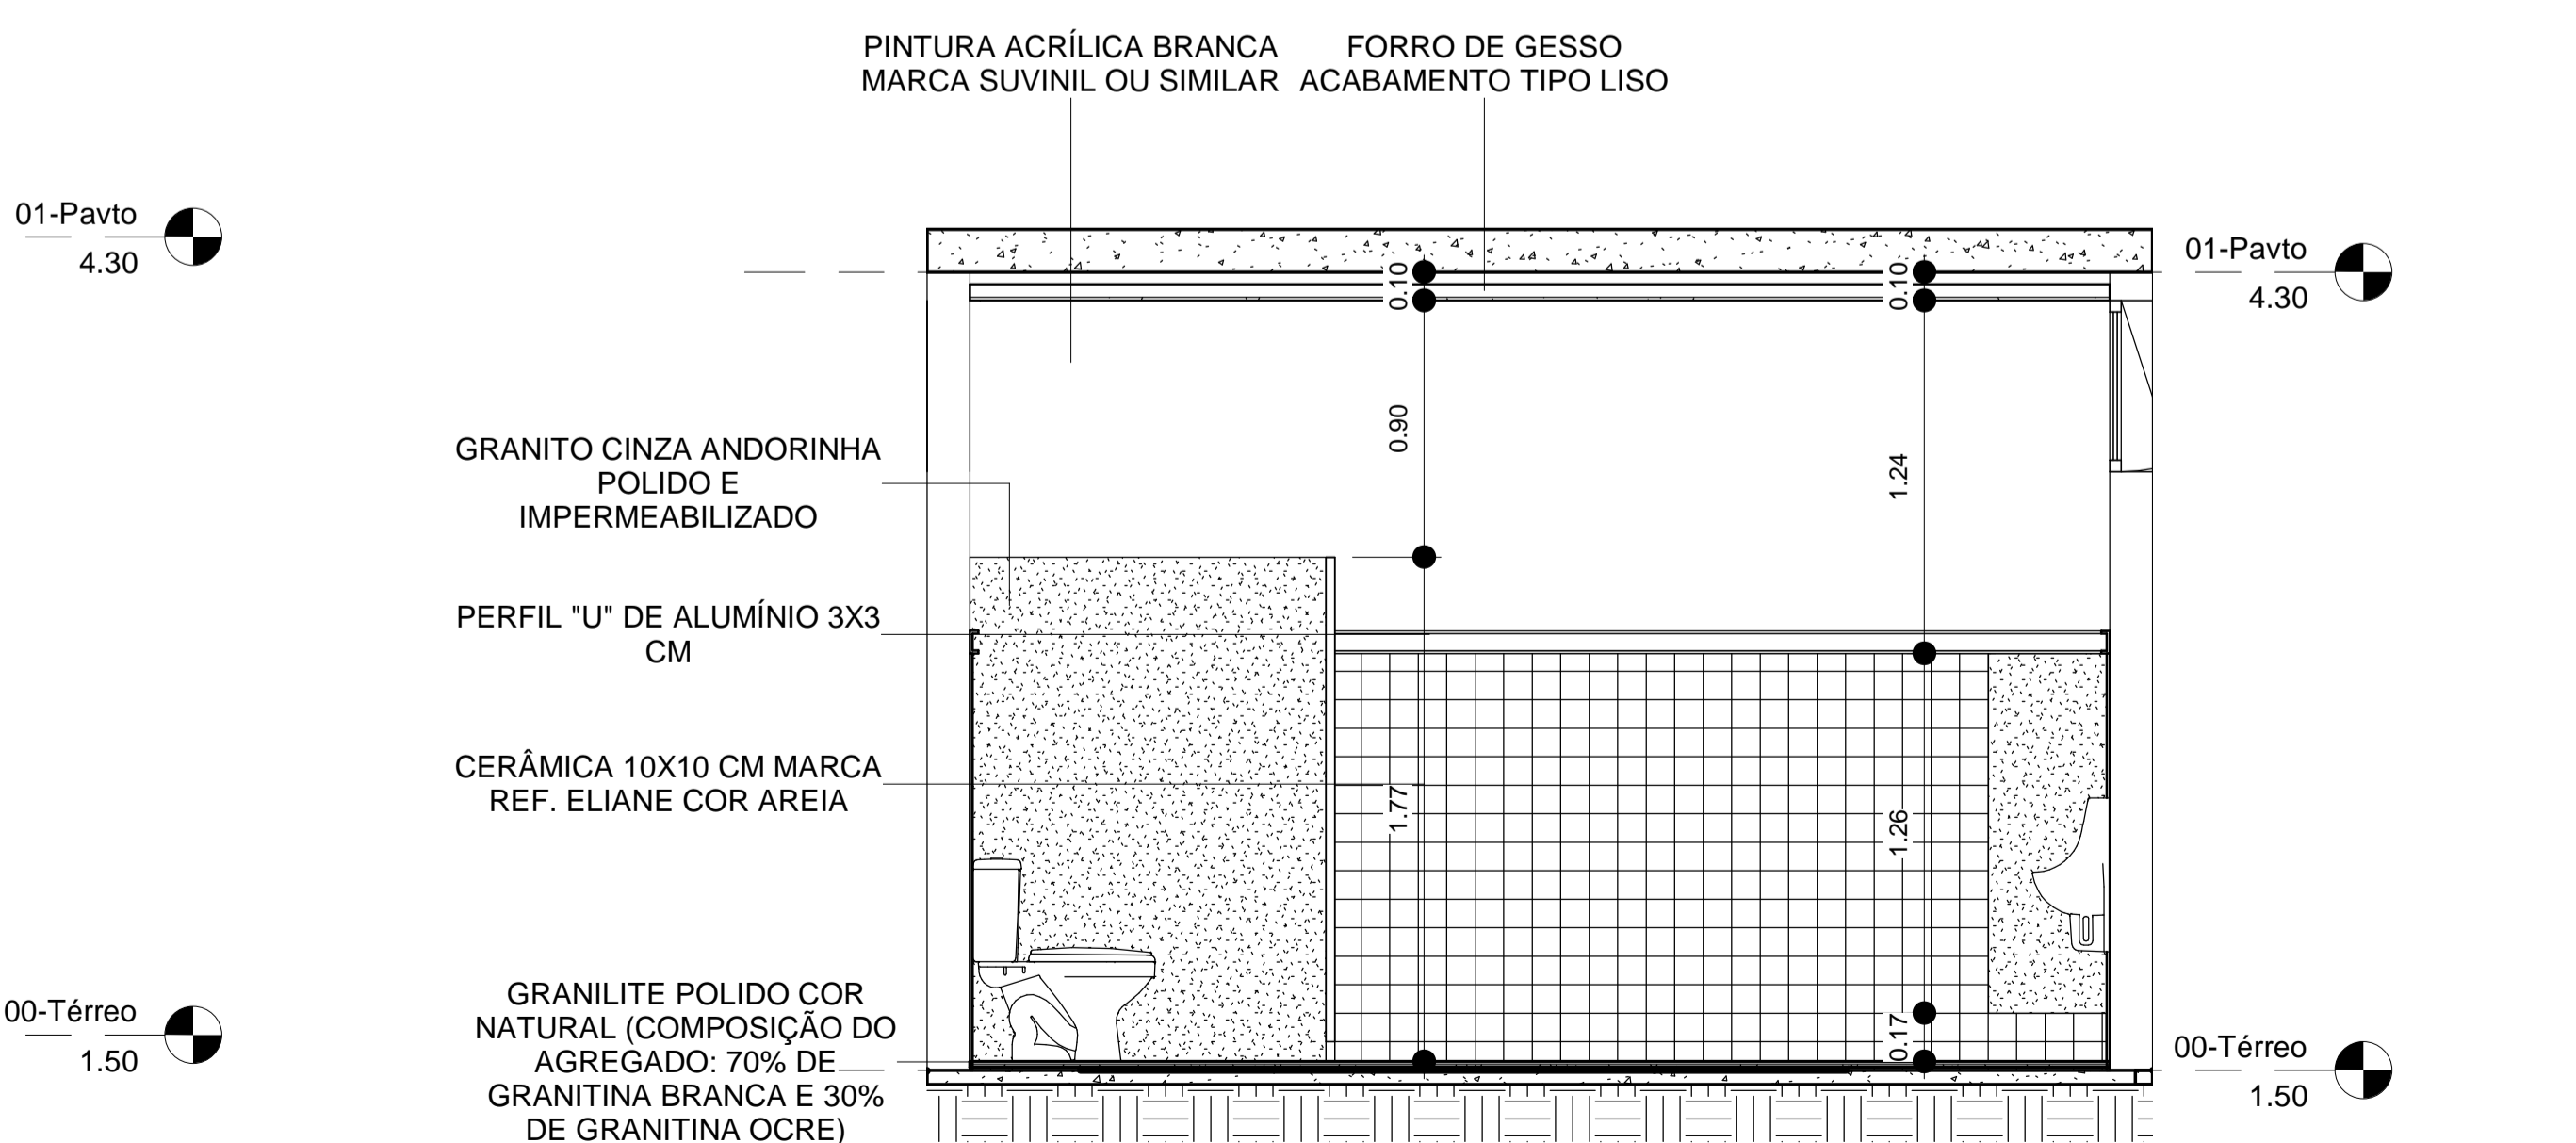 PINTURA ACRÍLICA BRANCA
MARCA SUVINIL OU SIMILAR
FORRO DE GESSO
ACABAMENTO TIPO LISO
01-Pavto
4.30
01-Pavto
4.30
0.10
0.10
0.90
1.24
GRANITO CINZA ANDORINHA
POLIDO E
IMPERMEABILIZADO
PERFIL "U" DE ALUMÍNIO 3X3
CM
CERÂMICA 10X10 CM MARCA
REF. ELIANE COR AREIA
1.77
1.26
GRANILITE POLIDO COR
NATURAL (COMPOSIÇÃO DO
AGREGADO: 70% DE
GRANITINA BRANCA E 30%
DE GRANITINA OCRE)
0.17
00-Térreo
1.50
00-Térreo
1.50